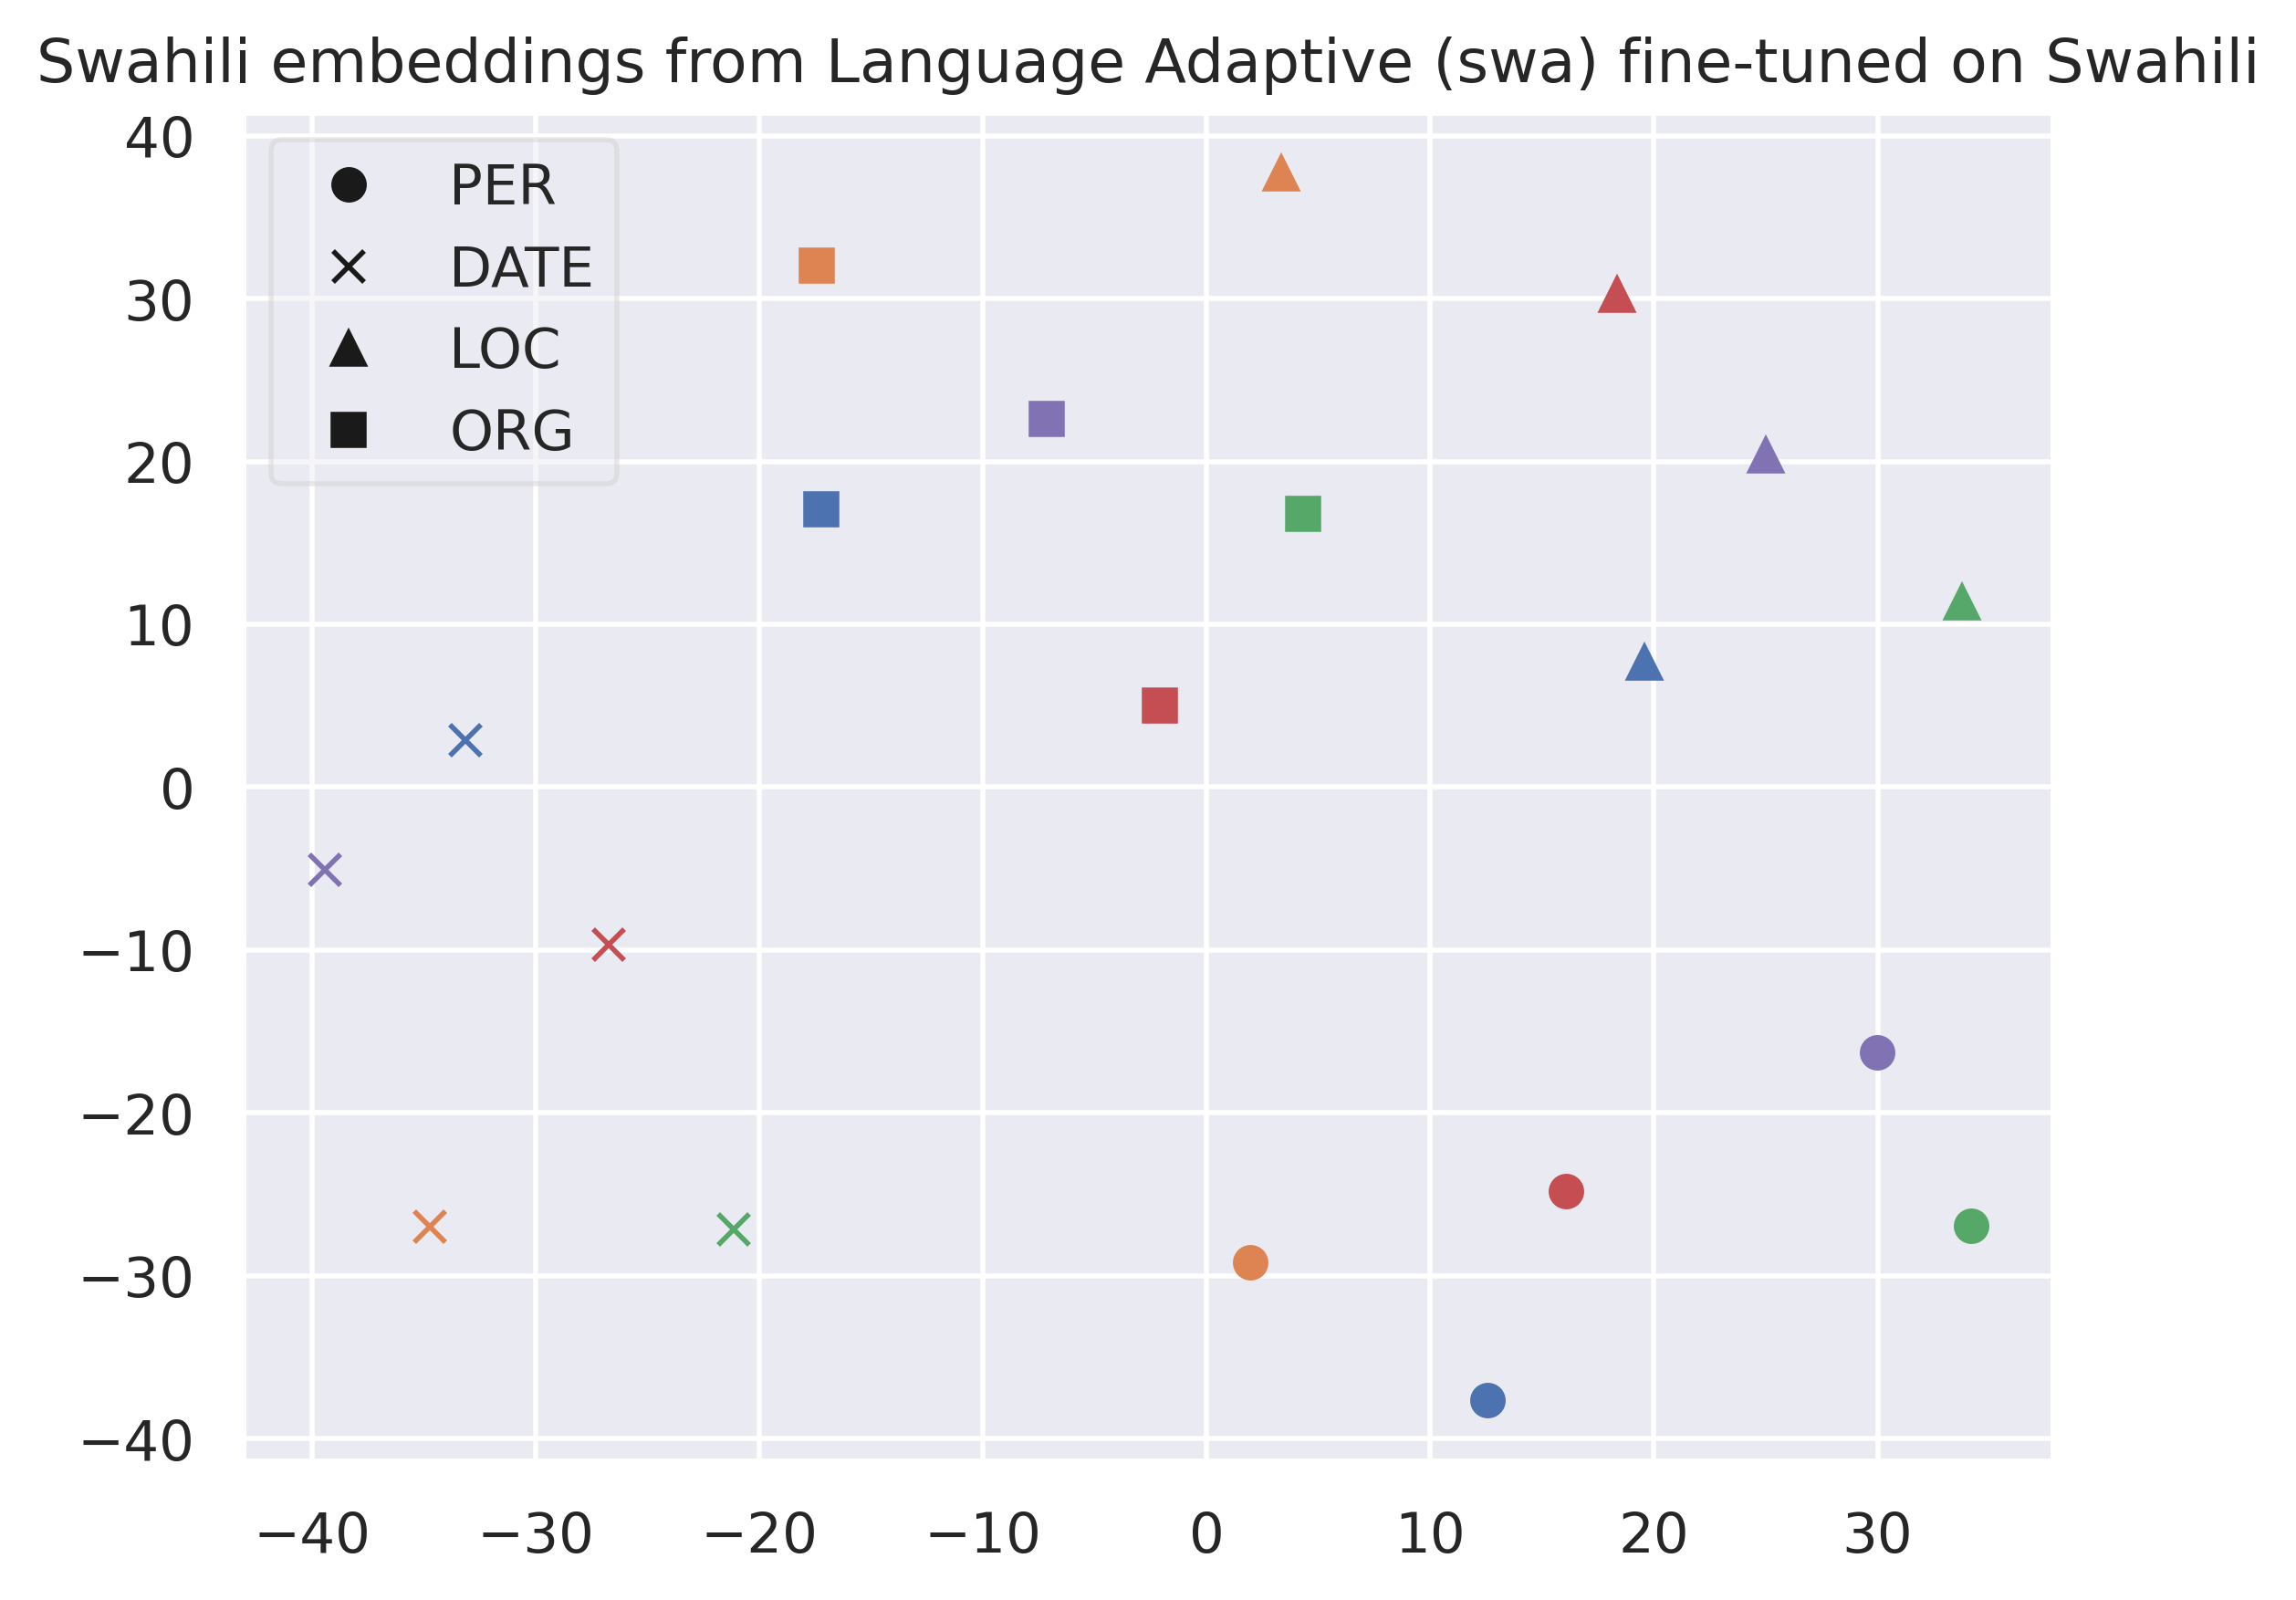 Swahili embeddings from Language Adaptive (swa) fine-tuned on Swahili
PER
DATE
LOC
ORG
40
30
20
10
0
−10
−20
−30
−40
−40 −30 −20 −10 0 10 20 30